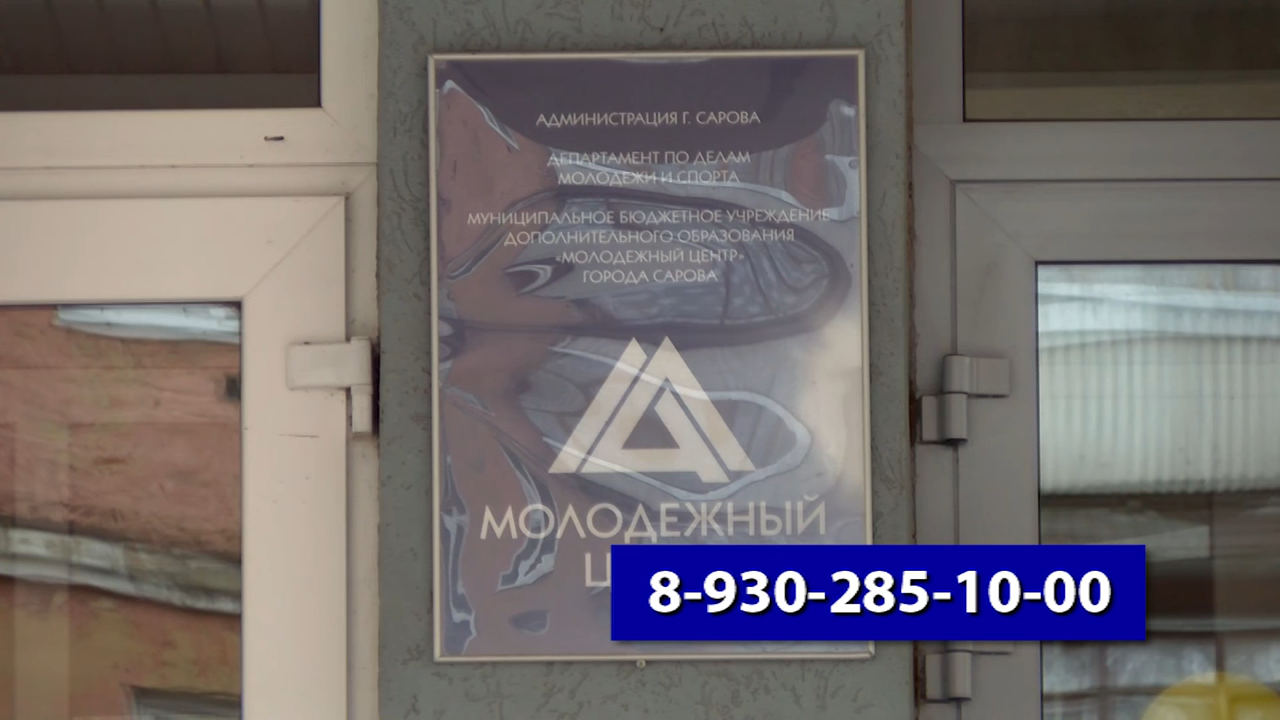 АДМИНИСТРАЦИЯ Г. САРОВА
ДЕПАРТАМЕНТ ПО ДЕЛАМ
МОЛОДЕЖИ И СПОРТА
МУНИЦИПАЛЬНОЕ БЮДЖЕТНОЕ УЧРЕЖДЕНИЕ
ДОПОЛНИТЕЛЬНОГО ОБРАЗОВАНИЯ
«МОЛОДЕЖНЫЙ ЦЕНТР»
ГОРОДА САРОВА
МОЛОДЕЖНЫЙ
8-930-285-10-00